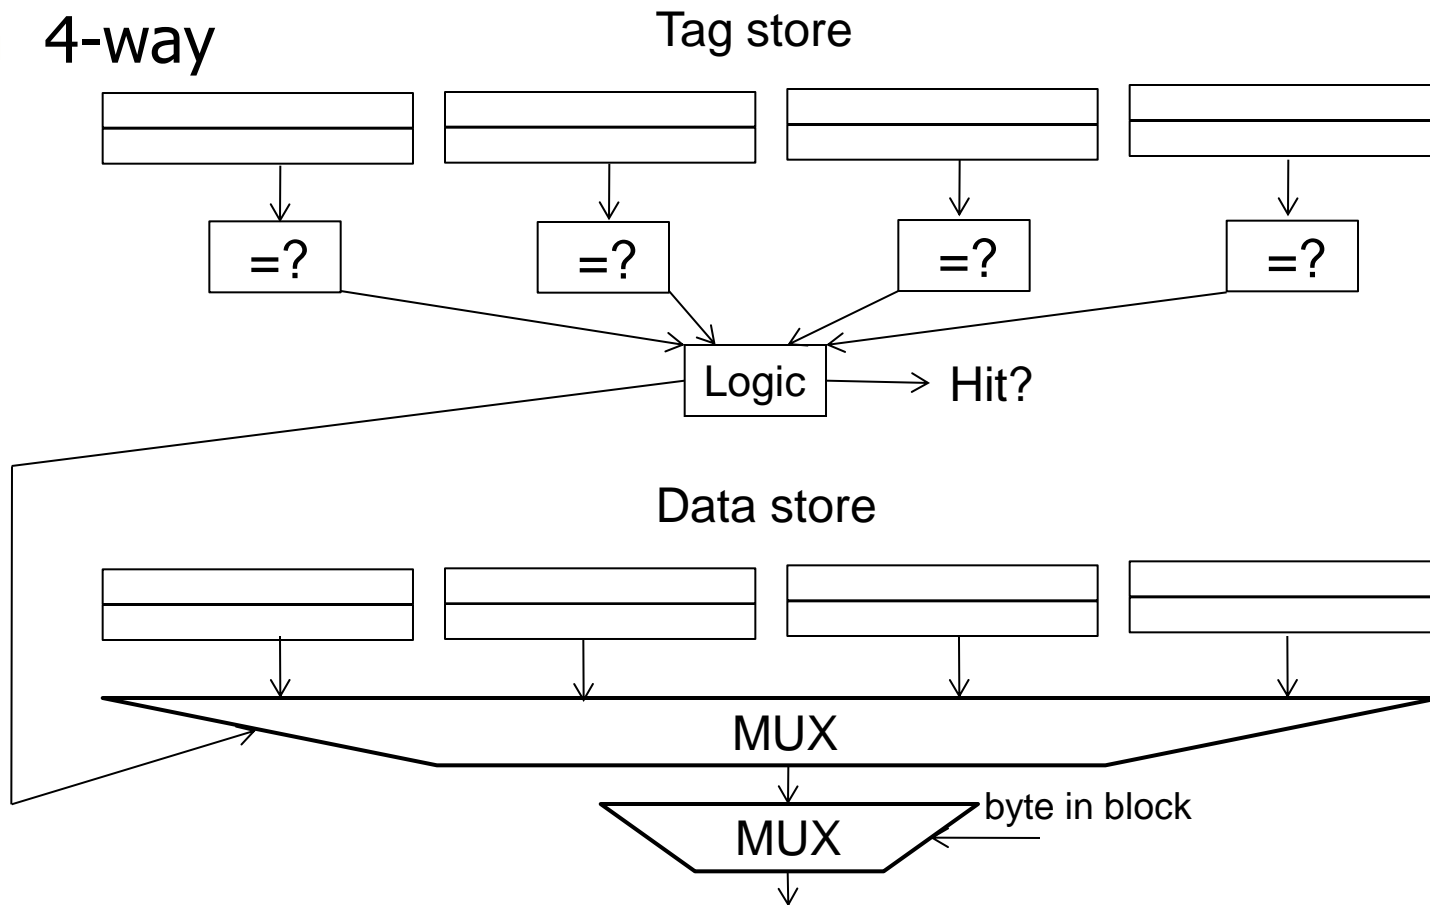 4-way
Tag store
=?
=?
=?
=?
Logic
Hit?
Data store
MUX
byte in block
MUX